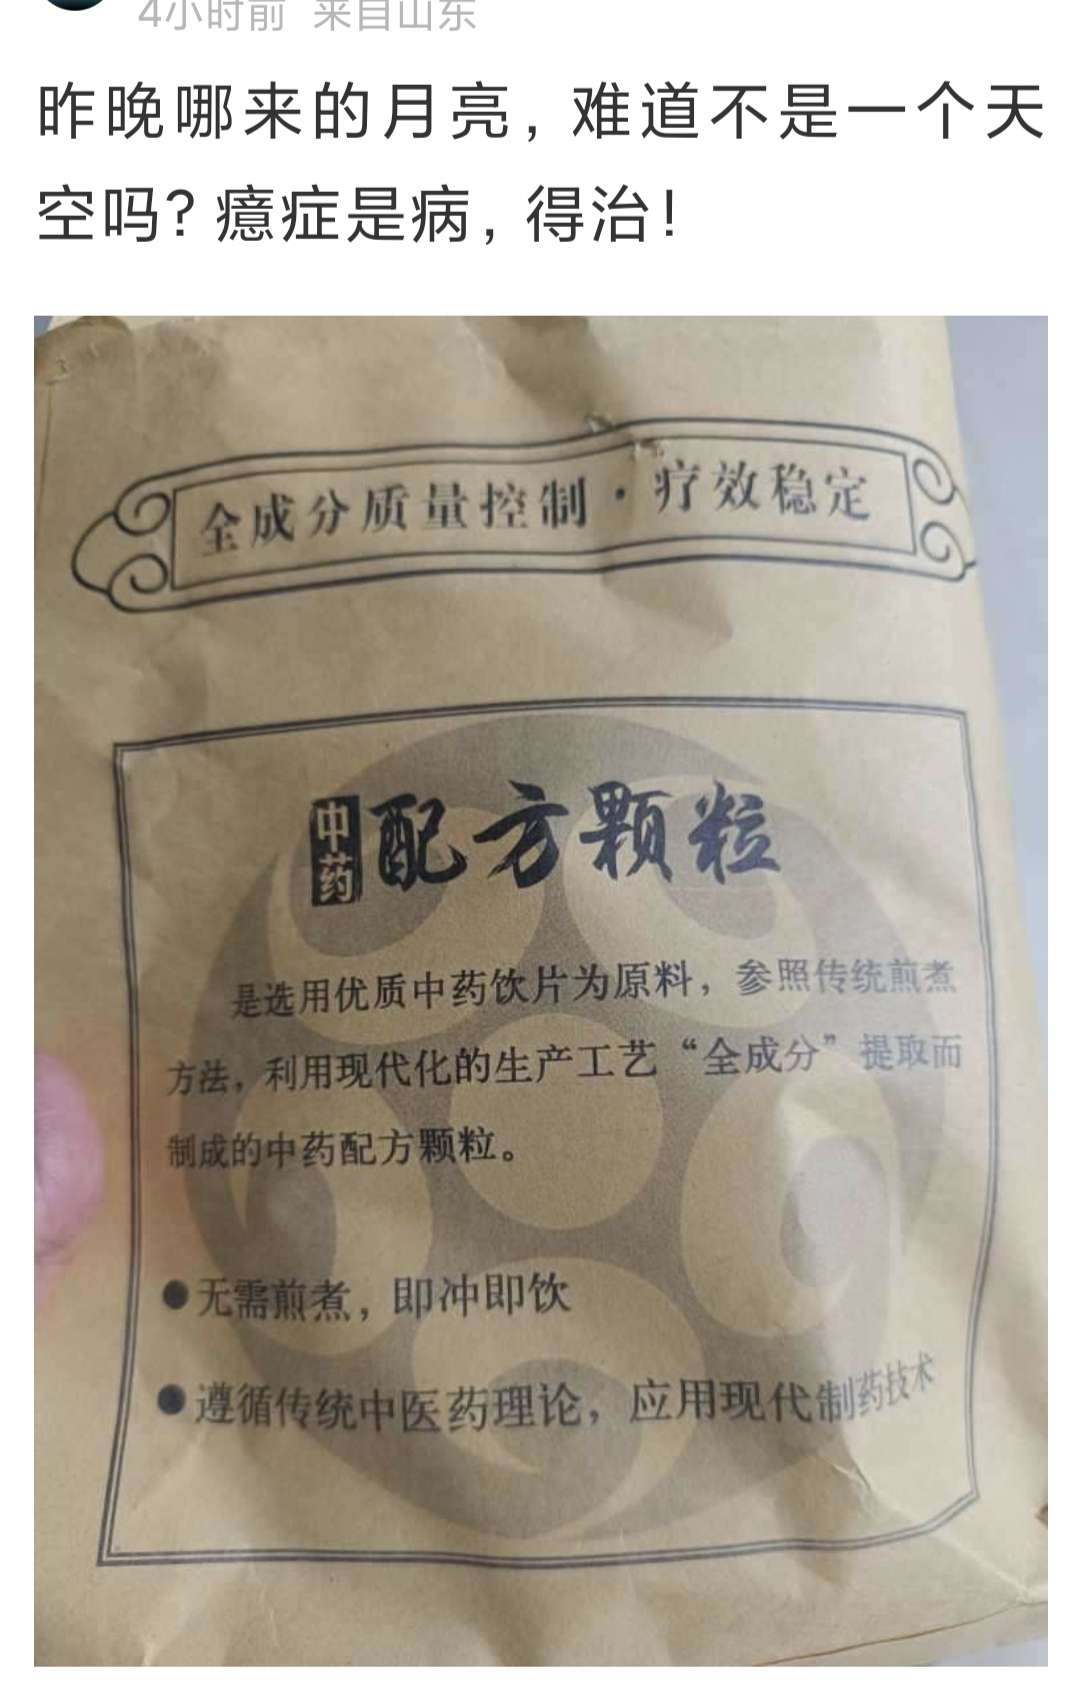 4小时前 来自山东
昨晚哪来的月亮，难道不是一个天
空吗？癔症是病，得治！
全成分质量控制·疗效稳定
中药
配方颗粒
是选用优质中药饮片为原料，参照传统煎煮
方法，利用现代化的生产工艺“全成分”提取而
制成的中药配方颗粒。
●无需煎煮，即冲即饮
●遵循传统中医药理论，应用现代制药技术